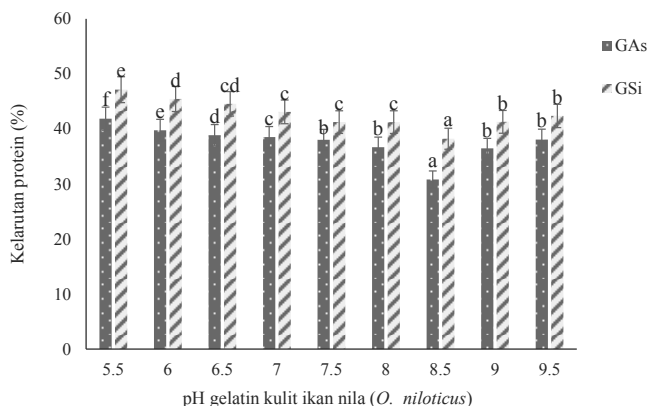 60
50
40
30
20
10
0
Kelarutan protein (%)
f e e d d cd c c b c b c a a b b b b
5.5 6 6.5 7 7.5 8 8.5 9 9.5
pH gelatin kulit ikan nila (O. niloticus)
GAs
GSi